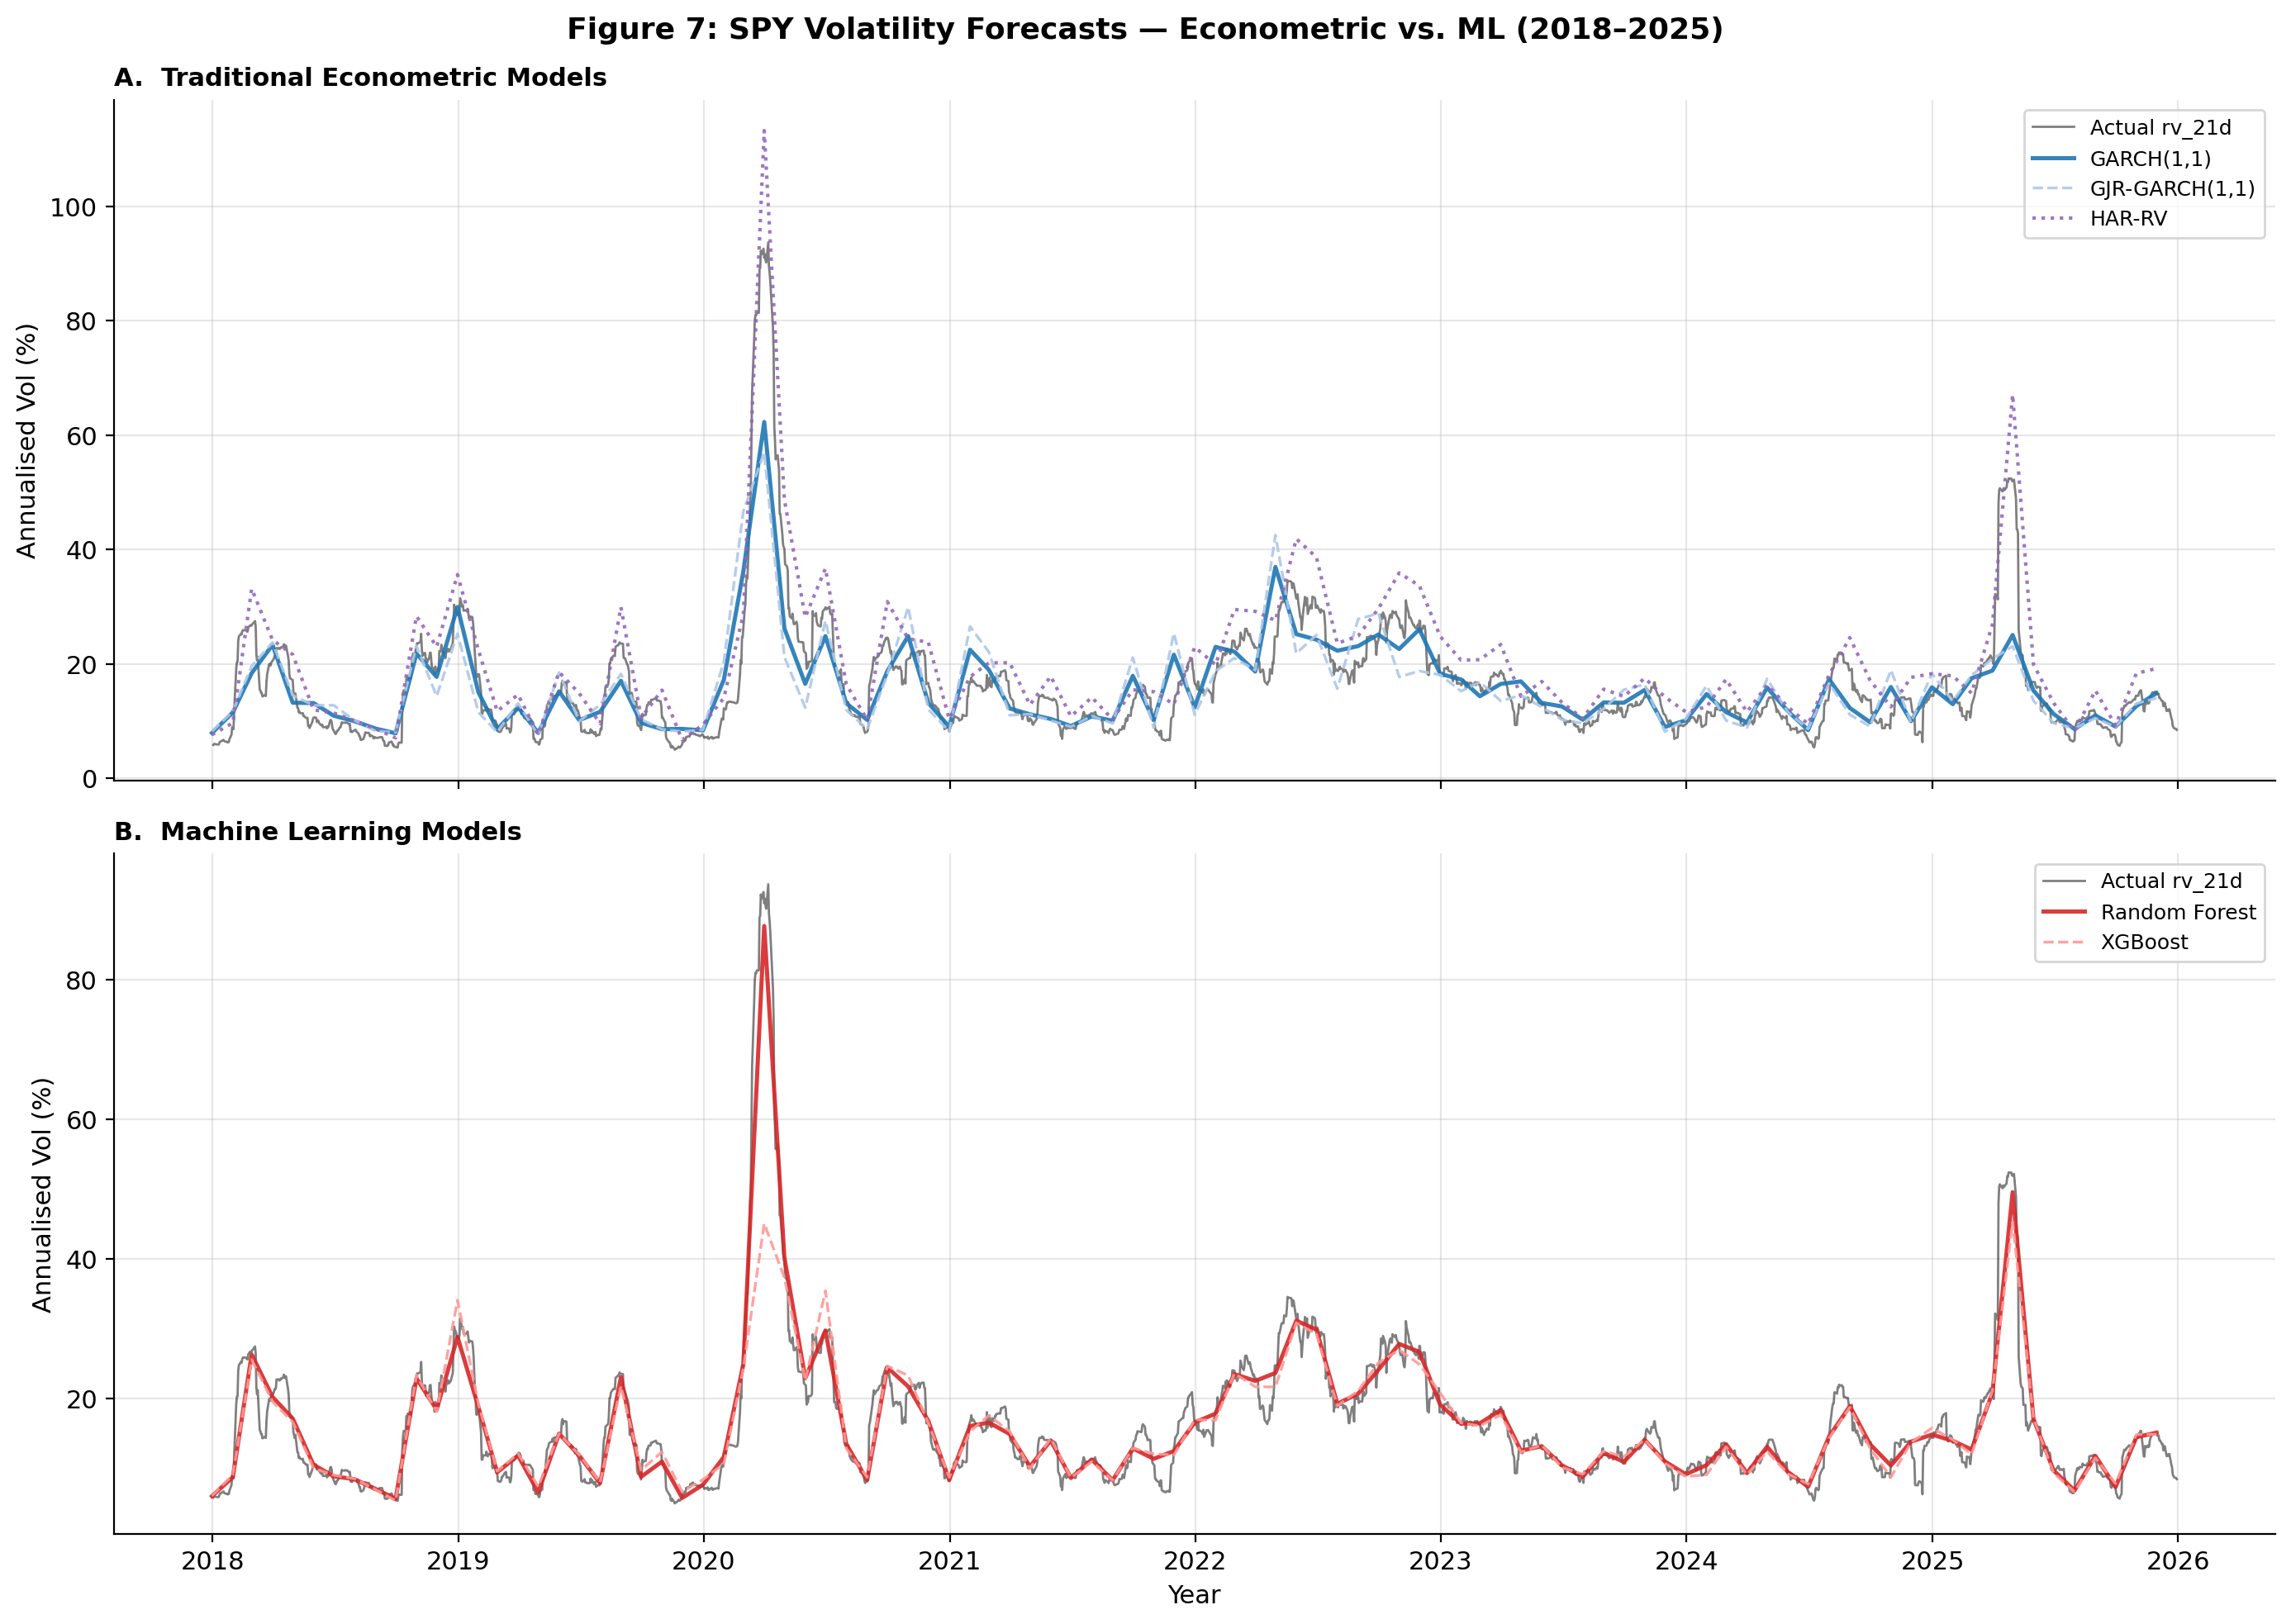 Figure 7: SPY Volatility Forecasts — Econometric vs. ML (2018–2025)
A. Traditional Econometric Models
Annualised Vol (%)
100
80
60
40
20
0
Actual rv_21d
GARCH(1,1)
GJR-GARCH(1,1)
HAR-RV
B. Machine Learning Models
Annualised Vol (%)
80
60
40
20
Actual rv_21d
Random Forest
XGBoost
2018 2019 2020 2021 2022 2023 2024 2025 2026
Year